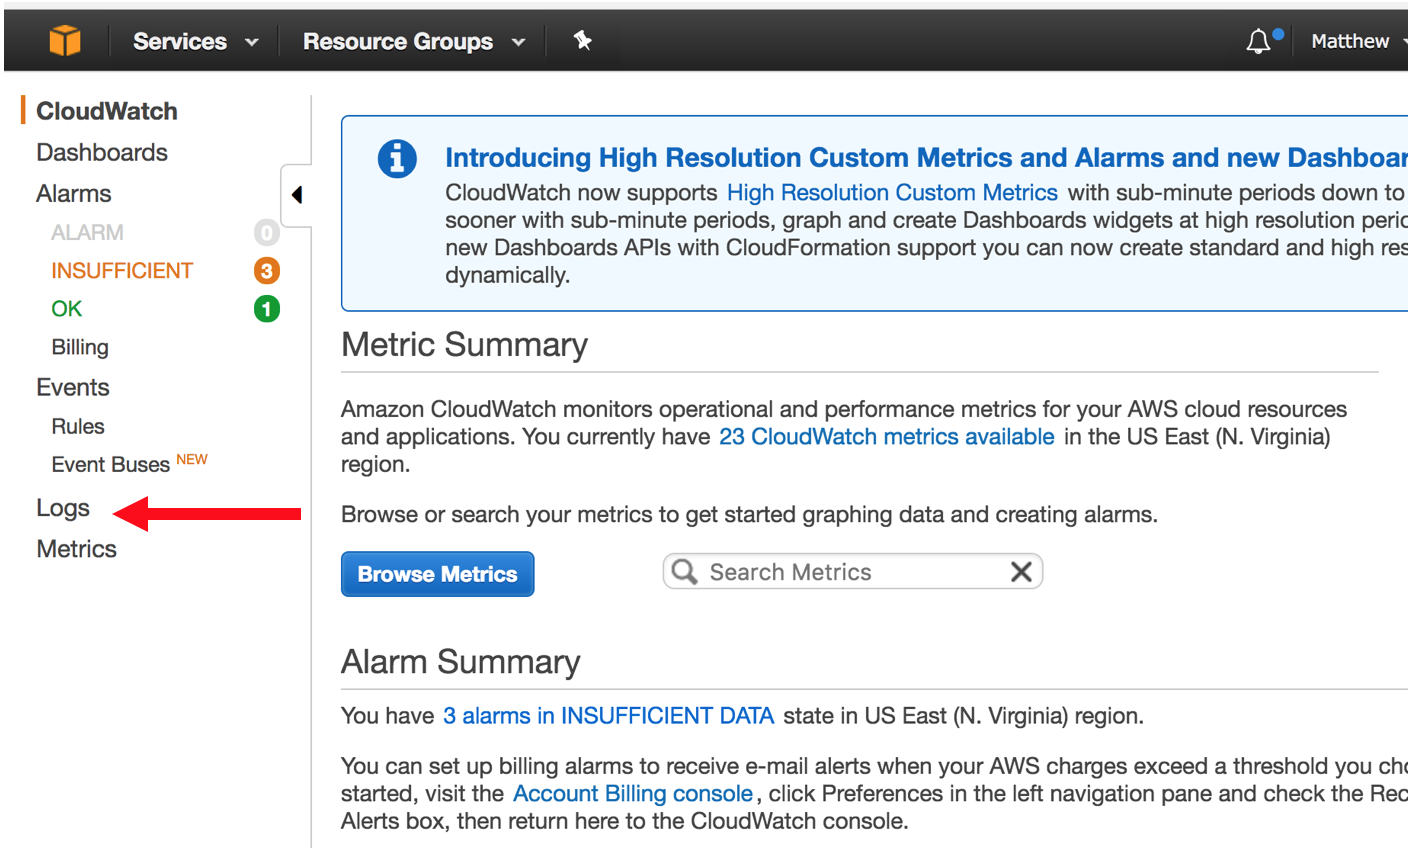 Services
Resource Groups
Matthew
CloudWatch
Dashboards
Alarms
ALARM 0
INSUFFICIENT 3
OK 1
Billing
Events
Rules
Event Buses NEW
Logs
Metrics
Introducing High Resolution Custom Metrics and Alarms and new Dashboar
CloudWatch now supports High Resolution Custom Metrics with sub-minute periods down to
sooner with sub-minute periods, graph and create Dashboards widgets at high resolution peric
new Dashboards APIs with CloudFormation support you can now create standard and high res
dynamically.
Metric Summary
Amazon CloudWatch monitors operational and performance metrics for your AWS cloud resources
and applications. You currently have 23 CloudWatch metrics available in the US East (N. Virginia)
region.
Browse or search your metrics to get started graphing data and creating alarms.
Browse Metrics
Search Metrics
Alarm Summary
You have 3 alarms in INSUFFICIENT DATA state in US East (N. Virginia) region.
You can set up billing alarms to receive e-mail alerts when your AWS charges exceed a threshold you cho
started, visit the Account Billing console, click Preferences in the left navigation pane and check the Rec
Alerts box, then return here to the CloudWatch console.